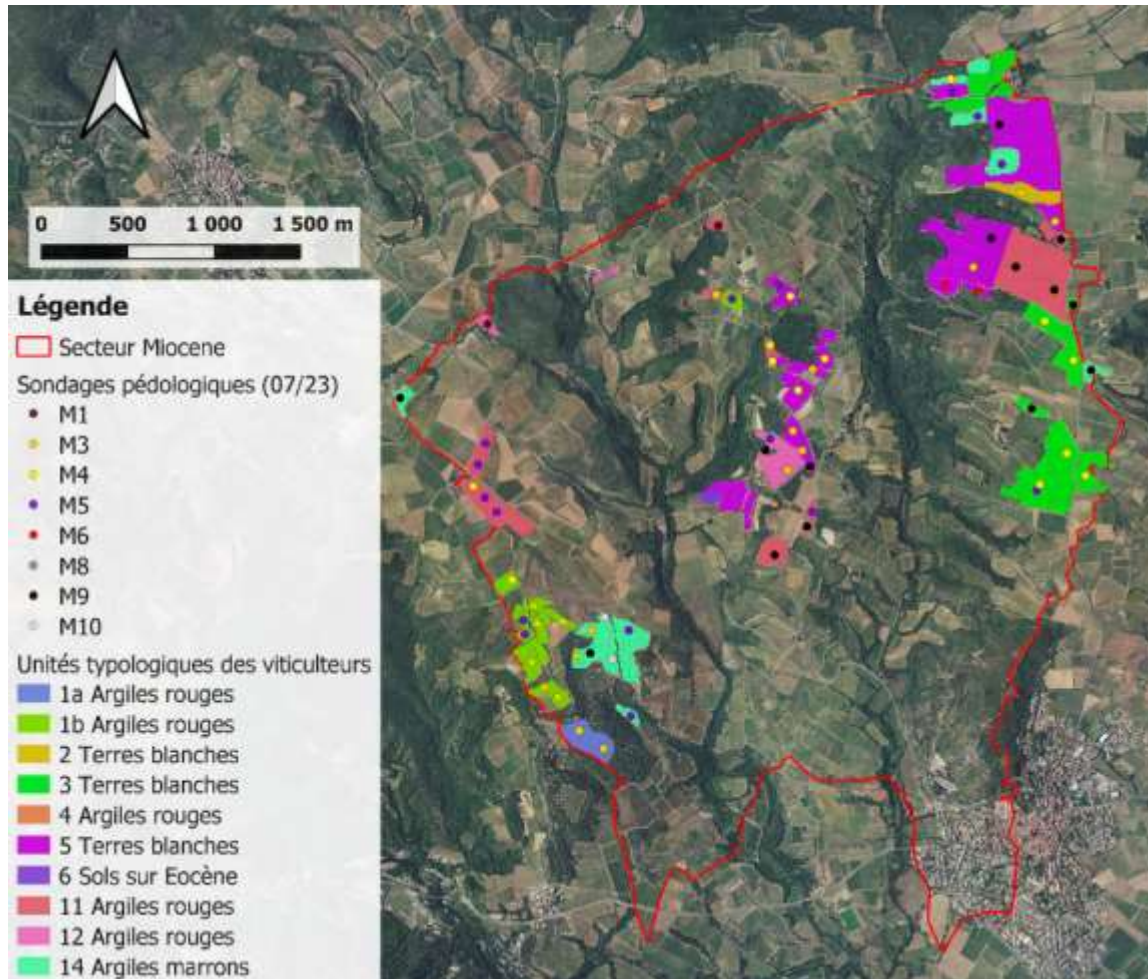 0 500 1 000 1 500 m
Légende
Secteur Miocene
Sondages pédologiques (07/23)
M1
M3
M4
M5
M6
M8
M9
M10
Unités typologiques des viticulteurs
1a Argiles rouges
1b Argiles rouges
2 Terres blanches
3 Terres blanches
4 Argiles rouges
5 Terres blanches
6 Sols sur Eocène
11 Argiles rouges
12 Argiles rouges
14 Argiles marrons